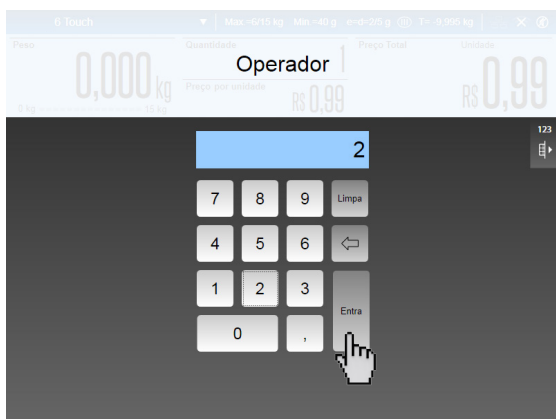 6 Touch ▼ Max =6/15 kg Min =40 g e=d=2/5 g T= -9,995 kg
Peso Quantidade Preço Total Unidade
Operador
0,000 kg 1 R$ 0,99
Preço por unidade
R$ 0,99
0 kg 15 kg
123
2
7 8 9 Limpa
4 5 6
1 2 3
Entra
0 ,